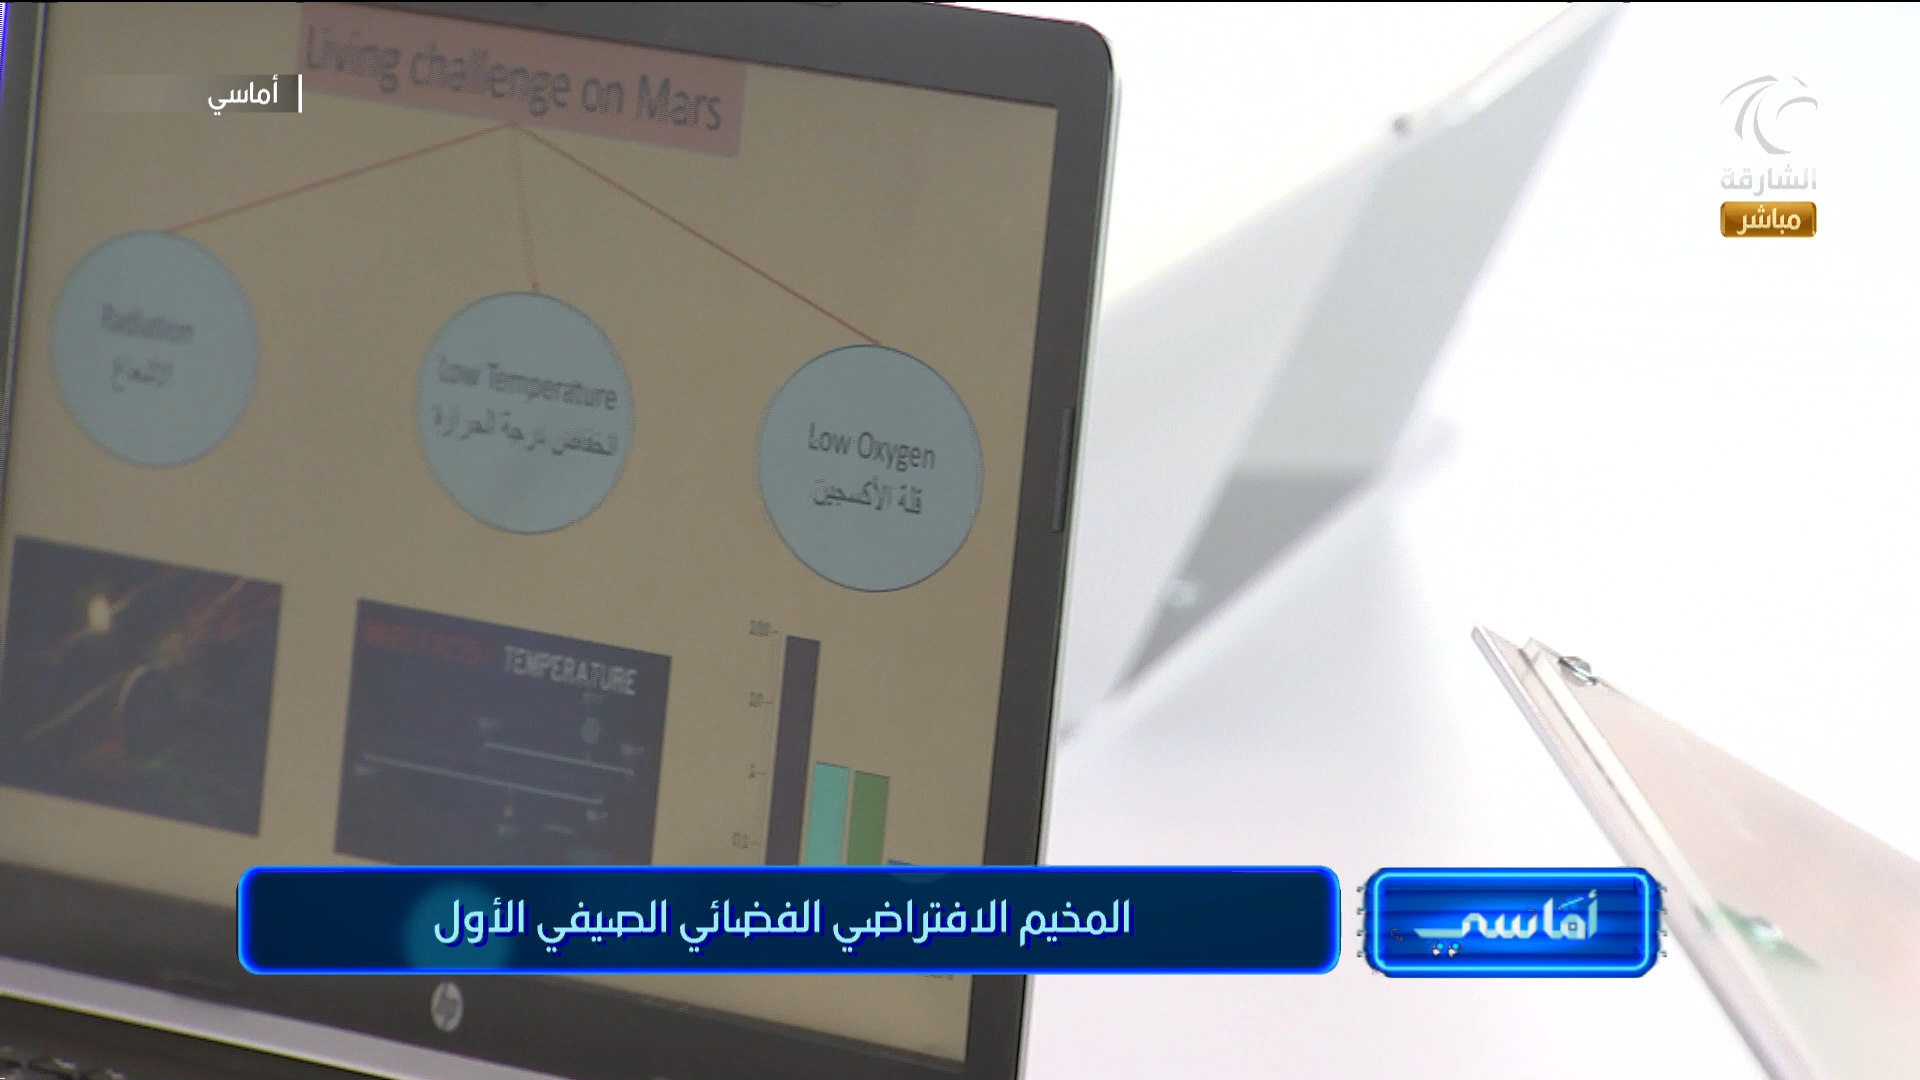 أماسي
الشارقة
مباشر
Living challenge on Mars
Radiation
الإشعاع
Low Temperature
انخفاض درجة الحرارة
Low Oxygen
قلة الأكسجين
TEMPERATURE
المخيم الافتراضي الفضائي الصيفي الأول
أماسي
hp